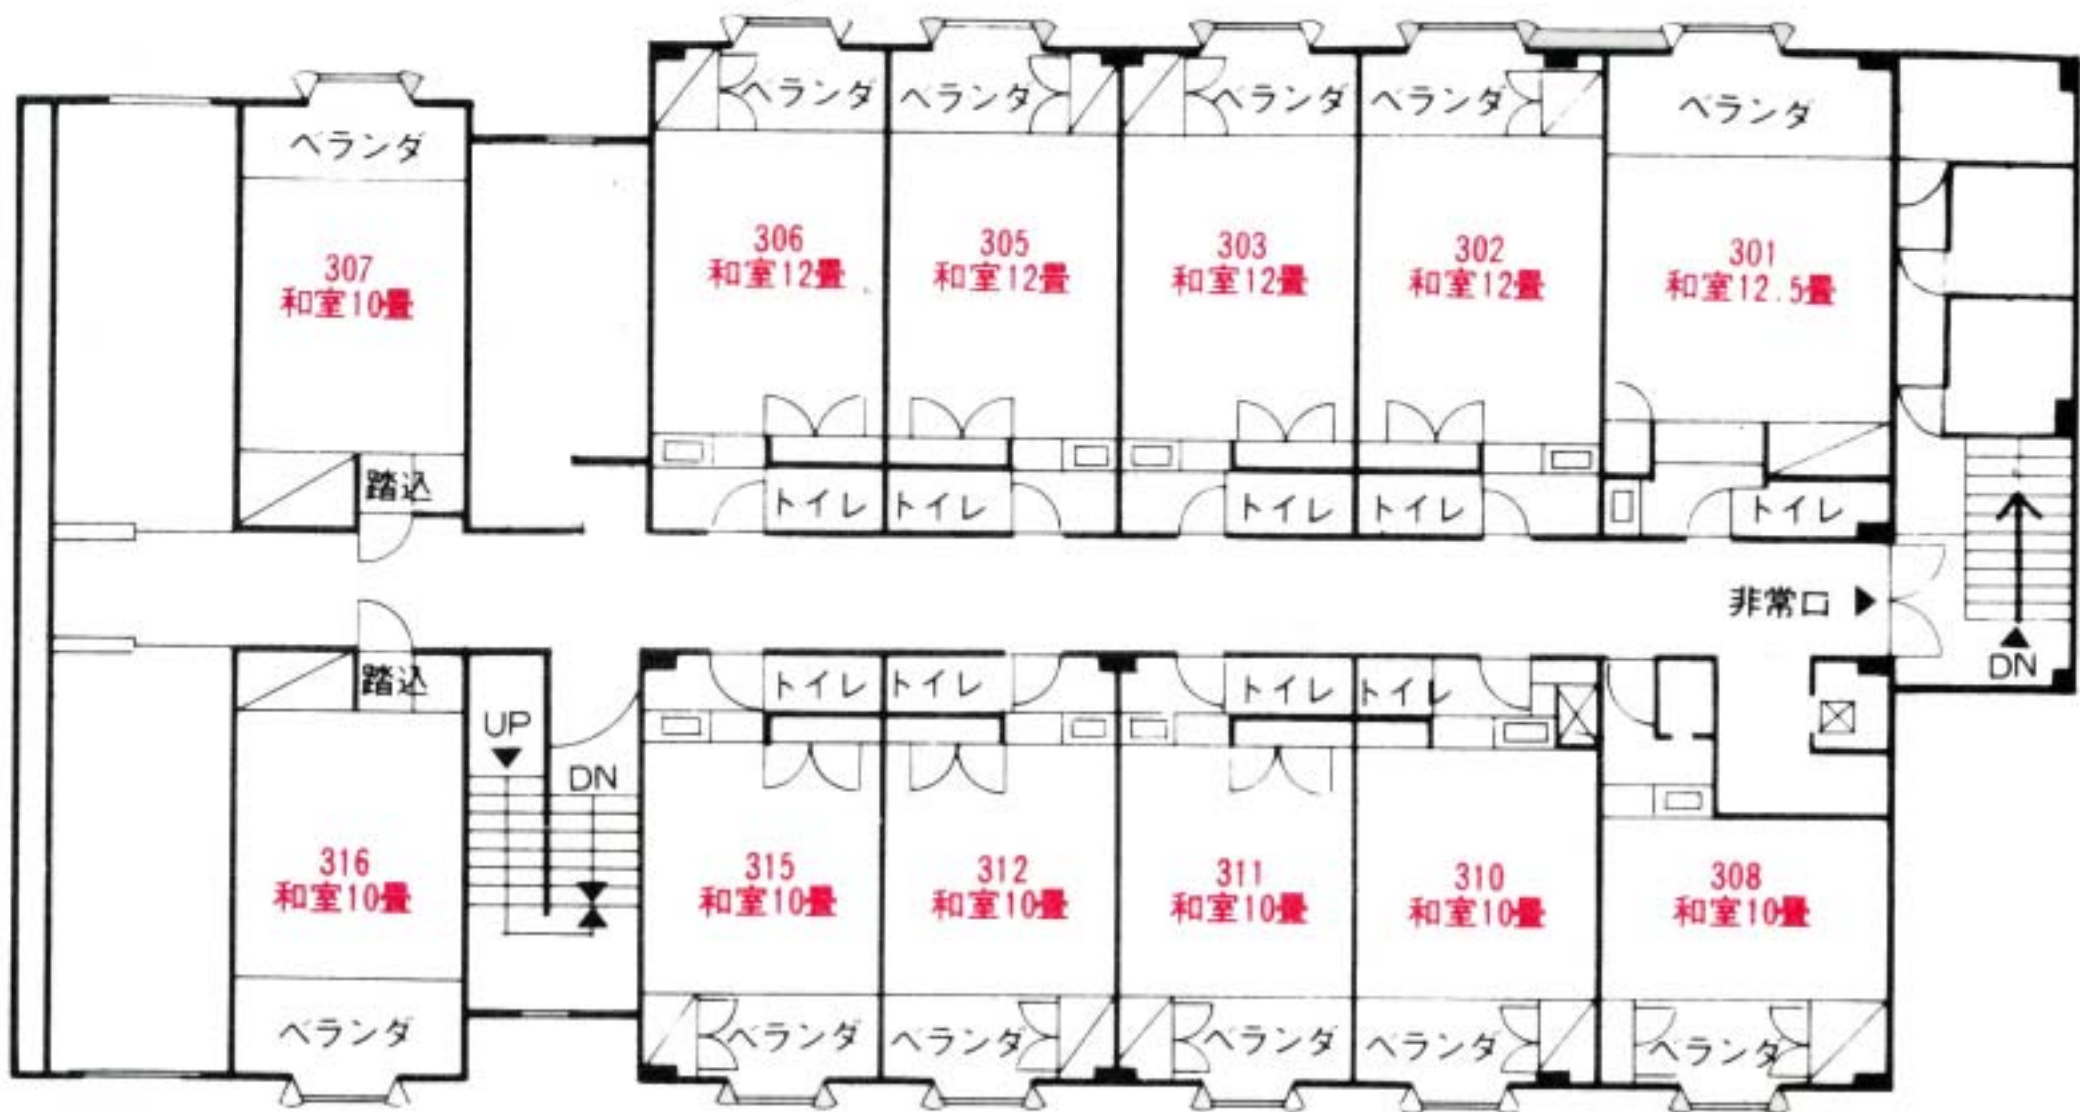 ベランダ
ベランダ
ベランダ
ベランダ
ベランダ
ベランダ
307
和室10畳
306
和室12畳
305
和室12畳
303
和室12畳
302
和室12畳
301
和室12.5畳
踏込
トイレ
トイレ
トイレ
トイレ
トイレ
非常口
DN
踏込
トイレ
トイレ
トイレ
トイレ
UP
DN
316
和室10畳
315
和室10畳
312
和室10畳
311
和室10畳
310
和室10畳
308
和室10畳
ベランダ
ベランダ
ベランダ
ベランダ
ベランダ
ベランダ